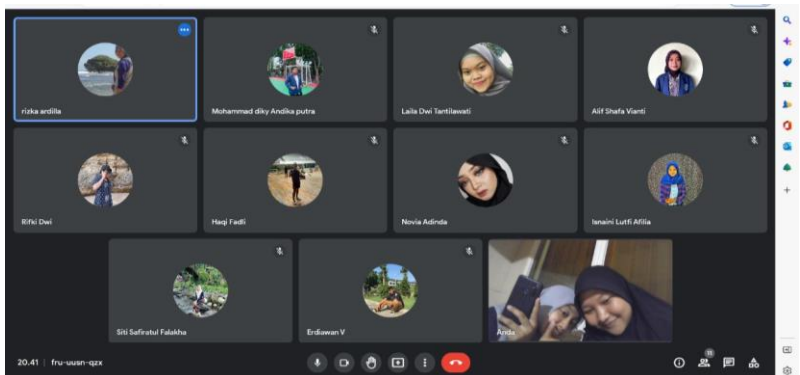 rizka ardilla
Mohammad diky Andika putra
Laila Dwi Tantilawati
Alif Shafa Vianti
Rifki Dwi
Haqi Fadli
Novia Adinda
Isnaini Lutfi Afilia
Siti Safiratul Falakha
Erdiawan V
Anda
20.41 | fru-uusn-qzx